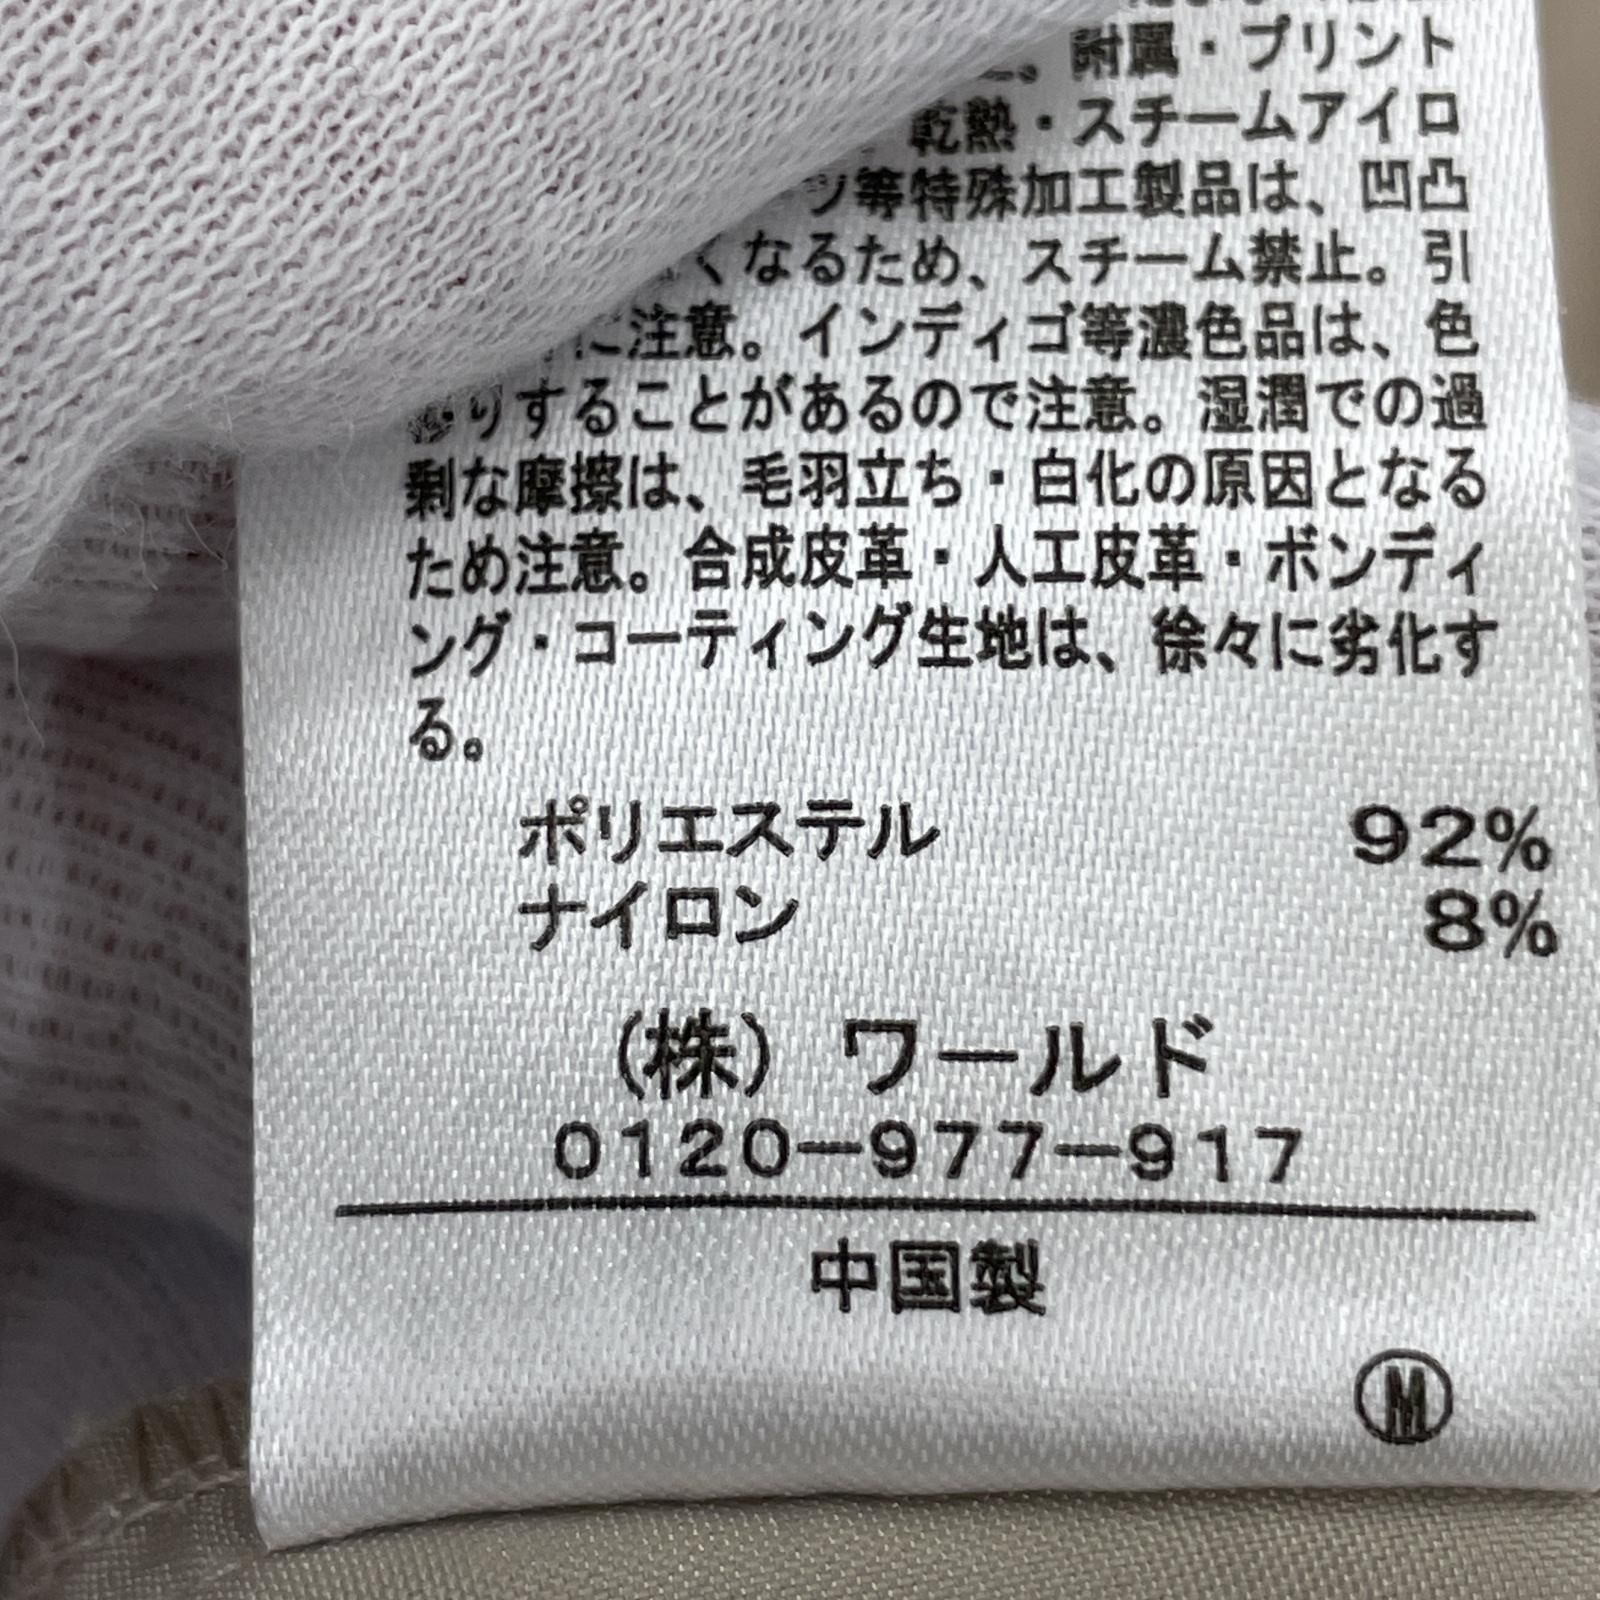 附属・プリント
乾熱・スチームアイロ
ツ等特殊加工製品は、凹凸
くなるため、スチーム禁止。引
に注意。インディゴ等濃色品は、色
りすることがあるので注意。湿潤での過
剰な摩擦は、毛羽立ち・白化の原因となる
ため注意。合成皮革・人工皮革・ボンディ
ング・コーティング生地は、徐々に劣化す
る。
ポリエステル 92%
ナイロン 8%
(株) ワールド
0120-977-917
中国製
M